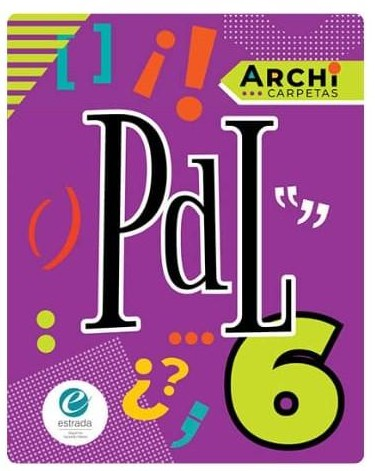 [ ]
¡!
ARCHi
CARPETAS
PdL
( )
“”
:
...
¿?
;
6
estrada